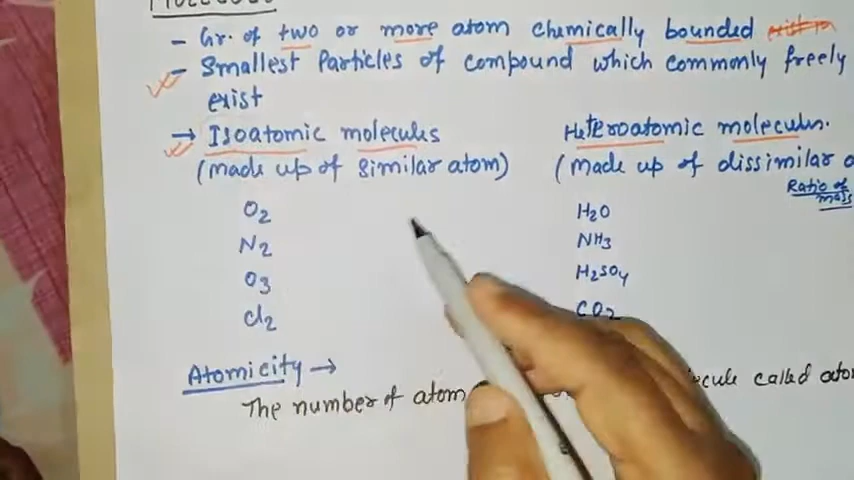 - Gr. of two or more atom chemically bounded
- Smallest Particles of compound which commonly freely
exist
→ Isoatomic molecules
(made up of similar atom)
O2
N2
O3
Cl2
Heteroatomic molecules.
(made up of dissimilar
Ratio of
mass
H2O
NH3
H2SO4
CO2
Atomicity →
The number of atom called